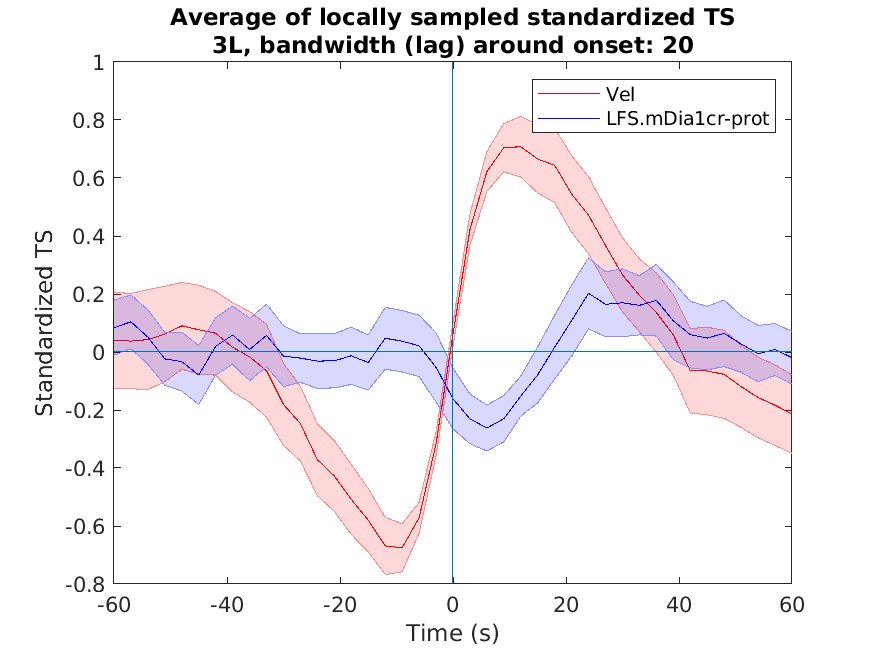 Average of locally sampled standardized TS
3L, bandwidth (lag) around onset: 20
Vel
LFS.mDia1cr-prot
Standardized TS
1
0.8
0.6
0.4
0.2
0
-0.2
-0.4
-0.6
-0.8
-60
-40
-20
0
20
40
60
Time (s)